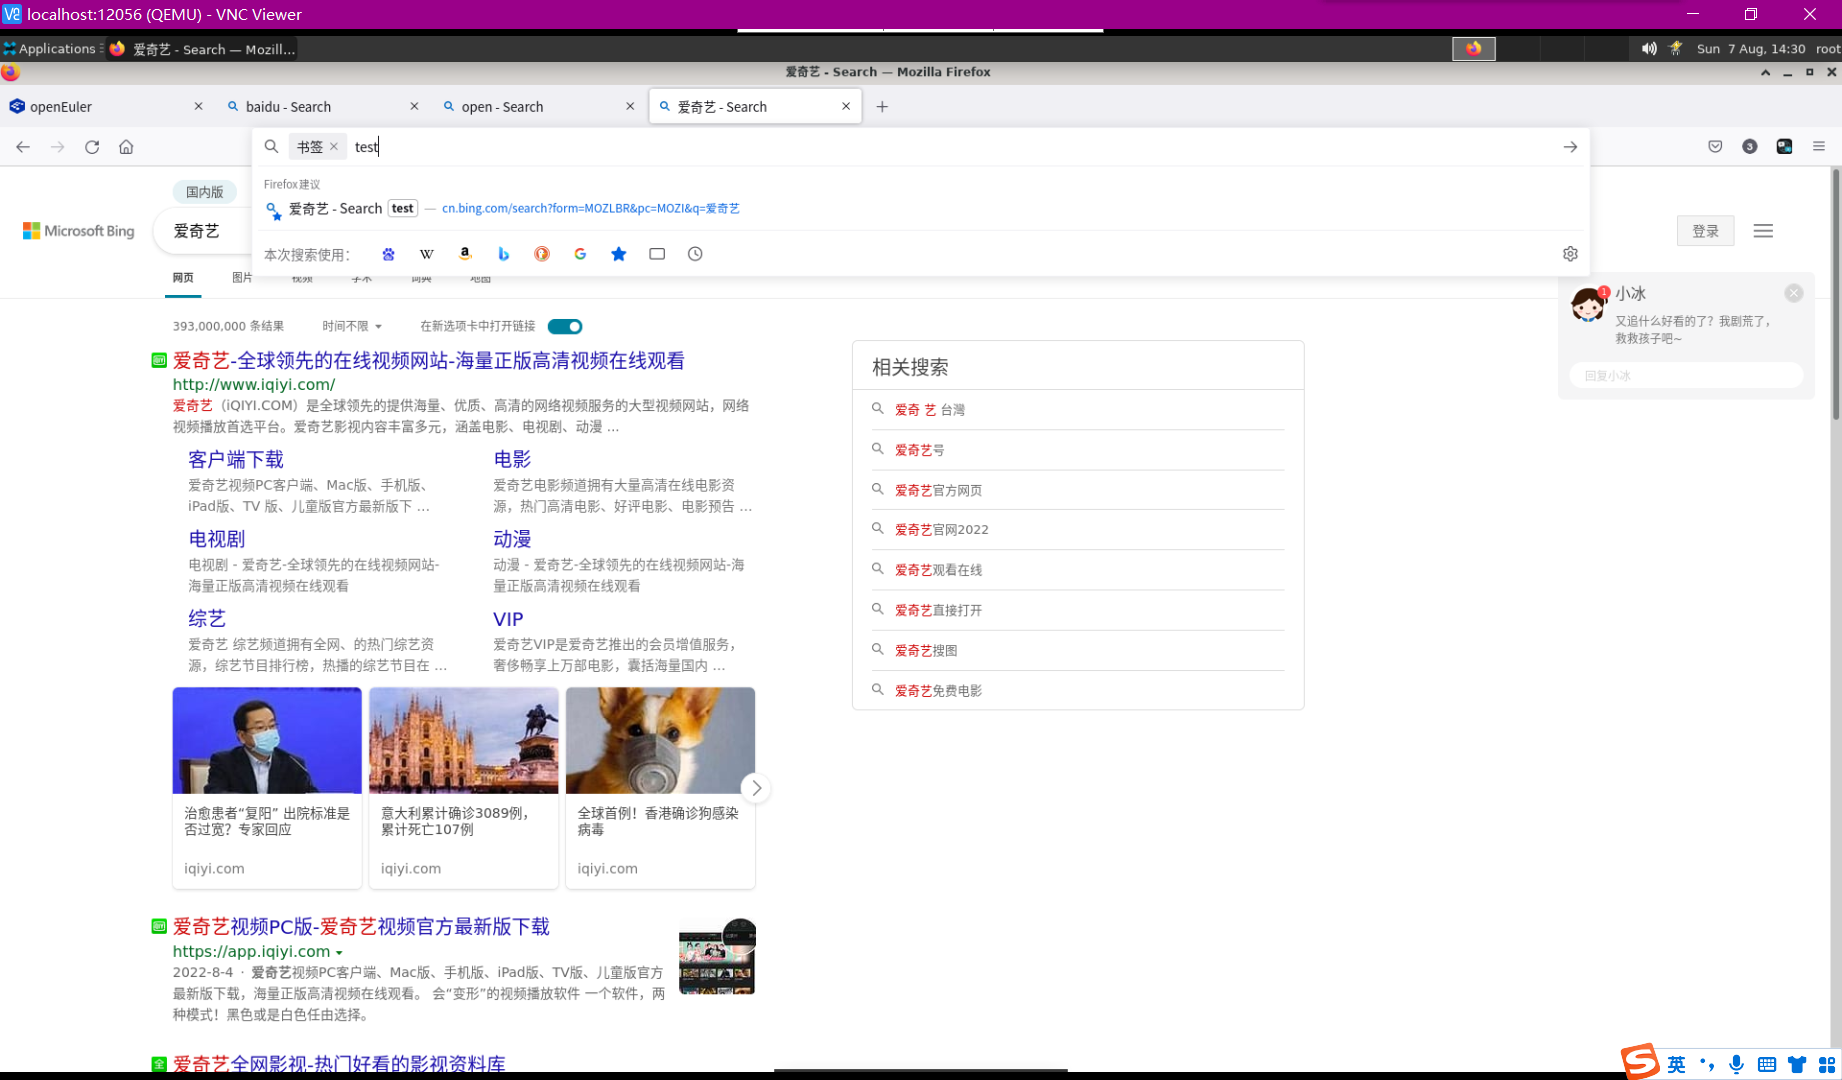 localhost:12056 (QEMU) - VNC Viewer
Applications 爱奇艺 - Search — Mozill...
Sun 7 Aug, 14:30 root
爱奇艺 - Search — Mozilla Firefox
openEuler
baidu - Search
open - Search
爱奇艺 - Search
书签 test
3
Firefox建议
爱奇艺 - Search test — cn.bing.com/search?form=MOZLBR&pc=MOZI&q=爱奇艺
本次搜索使用：
国内版
Microsoft Bing
爱奇艺
登录
网页 图片 视频 学术 词典 地图
393,000,000 条结果 时间不限 在新选项卡中打开链接
爱奇艺-全球领先的在线视频网站-海量正版高清视频在线观看
http://www.iqiyi.com/
爱奇艺（iQIYI.COM）是全球领先的提供海量、优质、高清的网络视频服务的大型视频网站，网络
视频播放首选平台。爱奇艺影视内容丰富多元，涵盖电影、电视剧、动漫 ...
客户端下载
爱奇艺视频PC客户端、Mac版、手机版、
iPad版、TV 版、儿童版官方最新版下 ...
电影
爱奇艺电影频道拥有大量高清在线电影资
源，热门高清电影、好评电影、电影预告 ...
电视剧
电视剧 - 爱奇艺-全球领先的在线视频网站-
海量正版高清视频在线观看
动漫
动漫 - 爱奇艺-全球领先的在线视频网站-海
量正版高清视频在线观看
综艺
爱奇艺 综艺频道拥有全网、的热门综艺资
源，综艺节目排行榜，热播的综艺节目在 ...
VIP
爱奇艺VIP是爱奇艺推出的会员增值服务，
奢侈畅享上万部电影，囊括海量国内 ...
治愈患者“复阳” 出院标准是
否过宽？专家回应
iqiyi.com
意大利累计确诊3089例，
累计死亡107例
iqiyi.com
全球首例！香港确诊狗感染
病毒
iqiyi.com
爱奇艺视频PC版-爱奇艺视频官方最新版下载
https://app.iqiyi.com
2022-8-4 · 爱奇艺视频PC客户端、Mac版、手机版、iPad版、TV版、儿童版官方
最新版下载，海量正版高清视频在线观看。 会“变形”的视频播放软件 一个软件，两
种模式！黑色或是白色任由选择。
全 爱奇艺全网影视-热门好看的影视资料库
相关搜索
爱奇 艺 台灣
爱奇艺号
爱奇艺官方网页
爱奇艺官网2022
爱奇艺观看在线
爱奇艺直接打开
爱奇艺搜图
爱奇艺免费电影
1
小冰
又追什么好看的了？我剧荒了，
救救孩子吧~
回复小冰
英